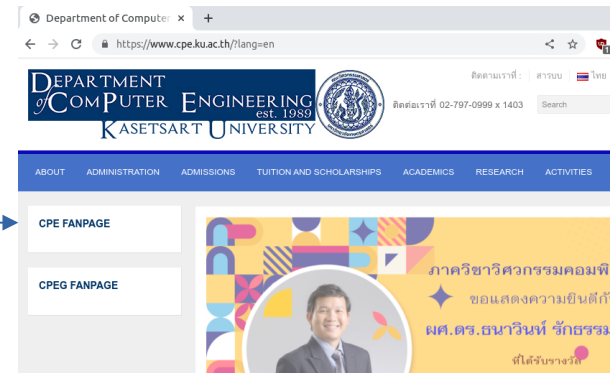 Department of Computer
https://www.cpe.ku.ac.th/?lang=en
DEPARTMENT
of COMPUTER ENGINEERING
est. 1989
KASETSART UNIVERSITY
ติดตามเราที่ :
สารบบ
ไทย
ติดต่อเราที่ 02-797-0999 x 1403
Search
ABOUT ADMINISTRATION ADMISSIONS TUITION AND SCHOLARSHIPS ACADEMICS RESEARCH ACTIVITIES
CPE FANPAGE
CPEG FANPAGE
ภาควิชาวิศวกรรมคอมพิ
ขอแสดงความยินดีกั
ผศ.ดร.ธนาวินท์ รักธรรม
ที่ได้รับรางวัล